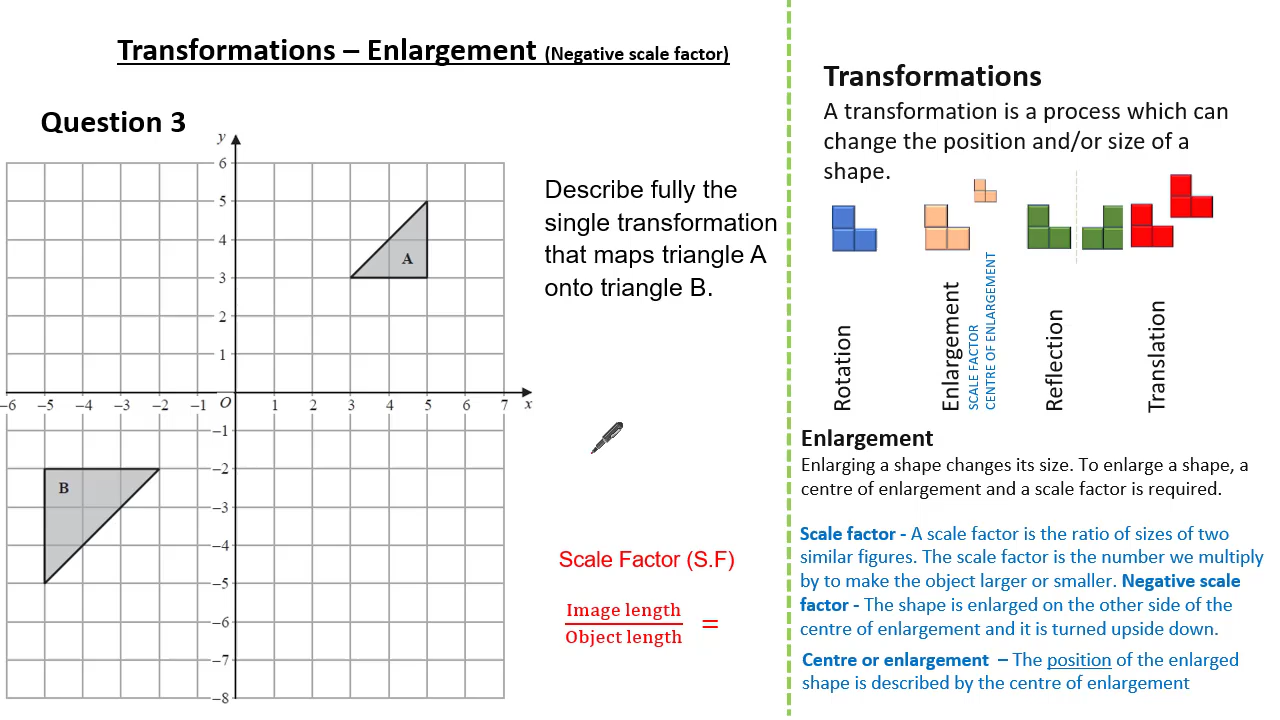 Transformations – Enlargement (Negative scale factor)
Question 3
y
6
5
4
3
2
1
A
−6 −5 −4 −3 −2 −1 O 1 2 3 4 5 6 7 x
−1
−2
−3
−4
−5
−6
−7
−8
B
Describe fully the
single transformation
that maps triangle A
onto triangle B.
Scale Factor (S.F)
Image length
Object length
=
Transformations
A transformation is a process which can
change the position and/or size of a
shape.
Rotation
Enlargement
SCALE FACTOR
CENTRE OF ENLARGEMENT
Reflection
Translation
Enlargement
Enlarging a shape changes its size. To enlarge a shape, a
centre of enlargement and a scale factor is required.
Scale factor - A scale factor is the ratio of sizes of two
similar figures. The scale factor is the number we multiply
by to make the object larger or smaller. Negative scale
factor - The shape is enlarged on the other side of the
centre of enlargement and it is turned upside down.
Centre or enlargement – The position of the enlarged
shape is described by the centre of enlargement